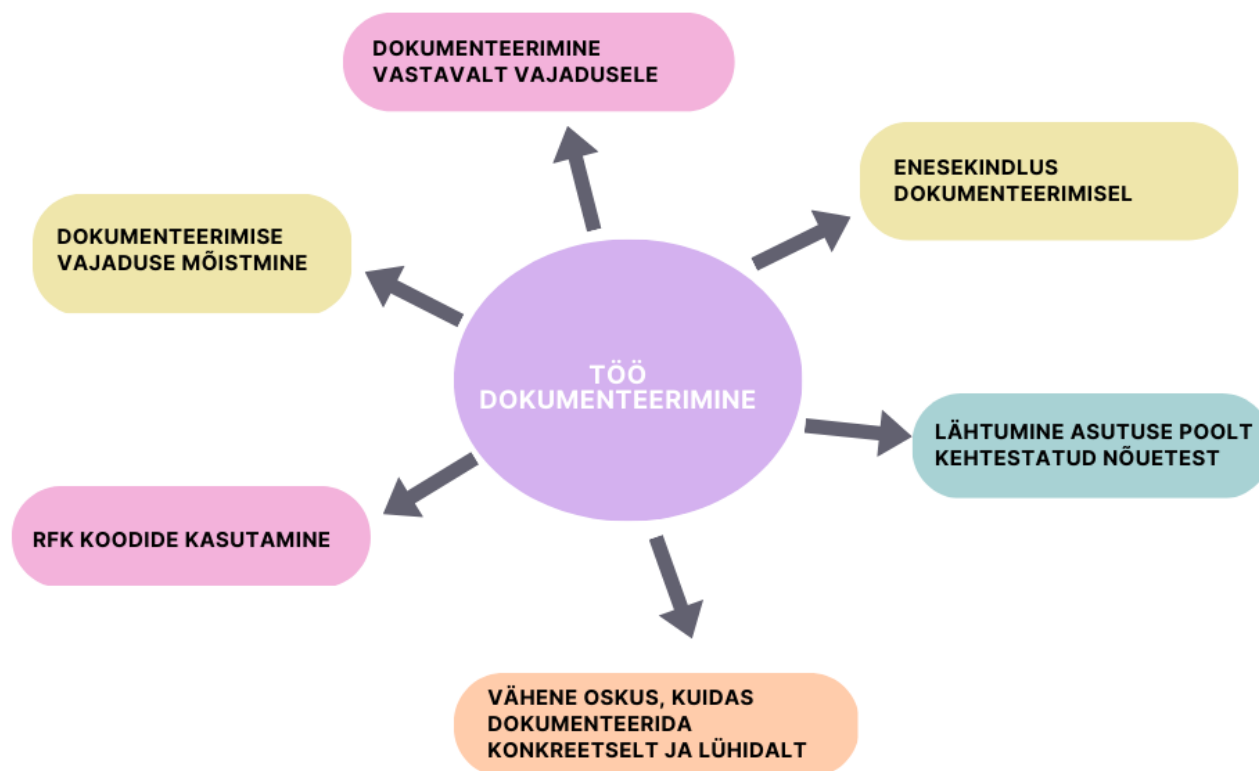 DOKUMENTEERIMINE
VASTAVALT VAJADUSELE
ENESEKINDLUS
DOKUMENTEERIMISEL
DOKUMENTEERIMISE
VAJADUSE MÕISTMINE
TÖÖ
DOKUMENTEERIMINE
LÄHTUMINE ASUTUSE POOLT
KEHTESTATUD NÕUETEST
RFK KOODIDE KASUTAMINE
VÄHENE OSKUS, KUIDAS
DOKUMENTEERIDA
KONKREETSELT JA LÜHIDALT